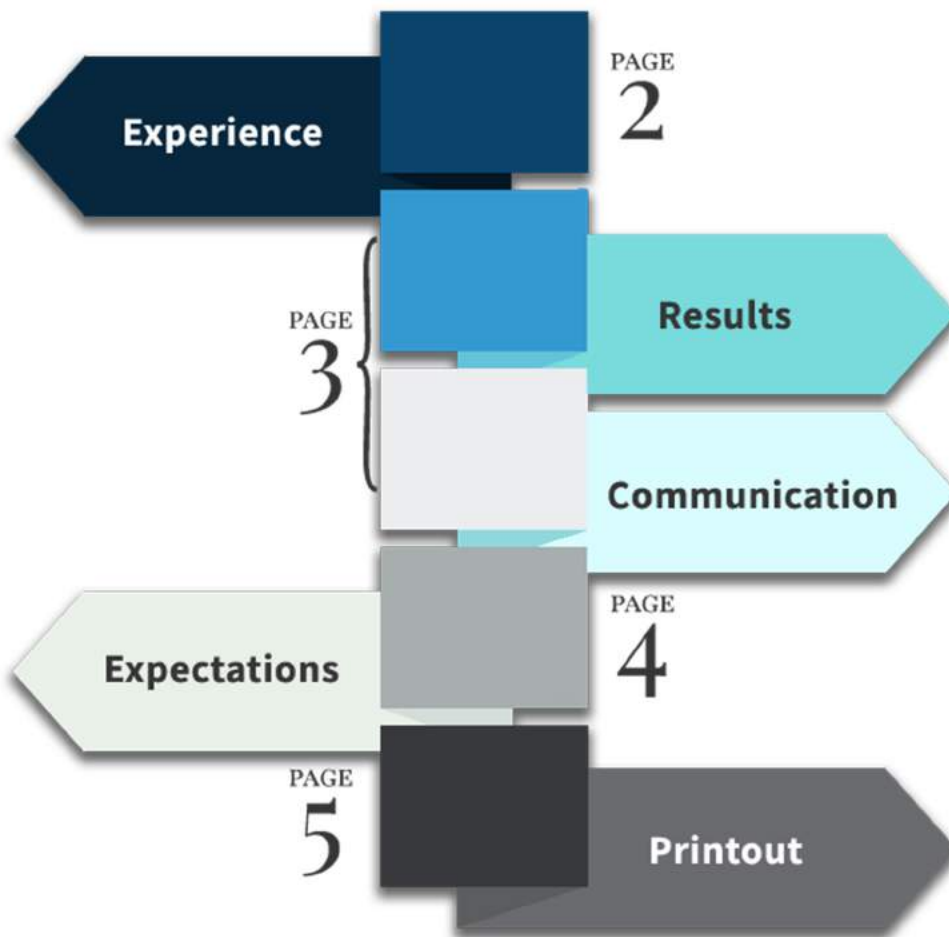 PAGE
2
Experience
Results
PAGE
3
Communication
PAGE
4
Expectations
PAGE
5
Printout